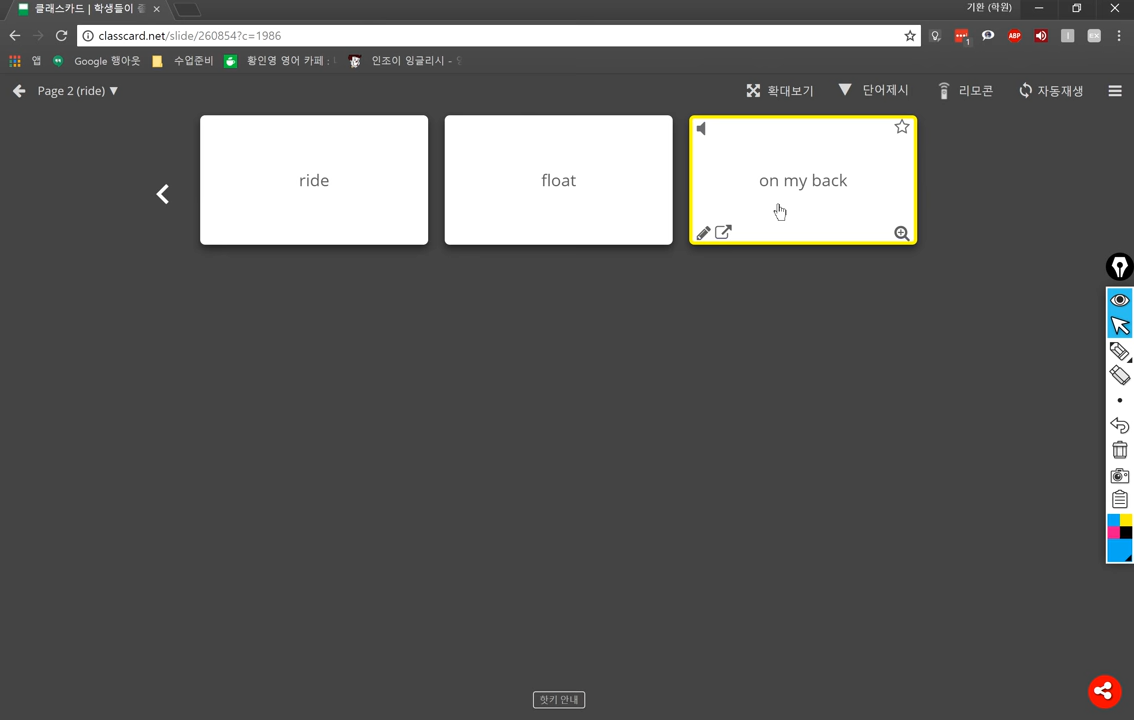 클래스카드 | 학생들이
기환 (학원)
classcard.net/slide/260854?c=1986
1
ABP
앱
Google 행아웃
수업준비
황인영 영어 카페 :
인조이 잉글리시 -
Page 2 (ride) ▼
확대보기
▼ 단어제시
리모콘
자동재생
ride
float
on my back
핫키 안내